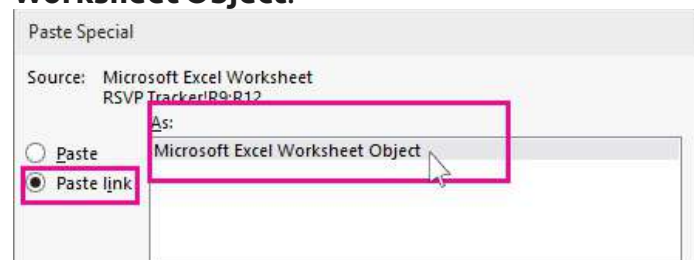 Worksheet Object.
Paste Special
Source: Microsoft Excel Worksheet
RSVP Tracker!R9:R12
As:
Paste
Microsoft Excel Worksheet Object
Paste link